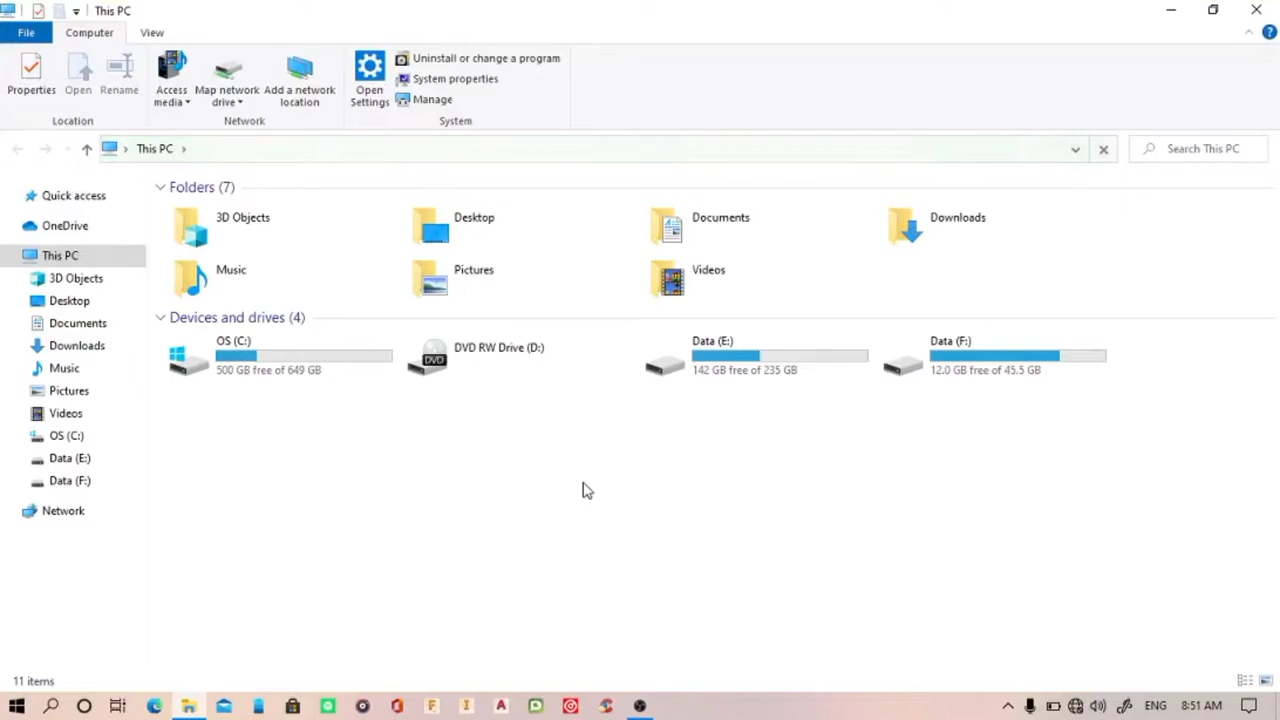 This PC
File
Computer
View
Properties
Open
Rename
Location
Access media
Map network drive
Add a network location
Network
Open Settings
Uninstall or change a program
System properties
Manage
System
This PC
Search This PC
Quick access
OneDrive
This PC
3D Objects
Desktop
Documents
Downloads
Music
Pictures
Videos
OS (C:)
Data (E:)
Data (F:)
Network
Folders (7)
3D Objects
Desktop
Documents
Downloads
Music
Pictures
Videos
Devices and drives (4)
OS (C:)
500 GB free of 649 GB
DVD RW Drive (D:)
DVD
Data (E:)
142 GB free of 235 GB
Data (F:)
12.0 GB free of 45.5 GB
11 items
F
I
A
ENG
8:51 AM